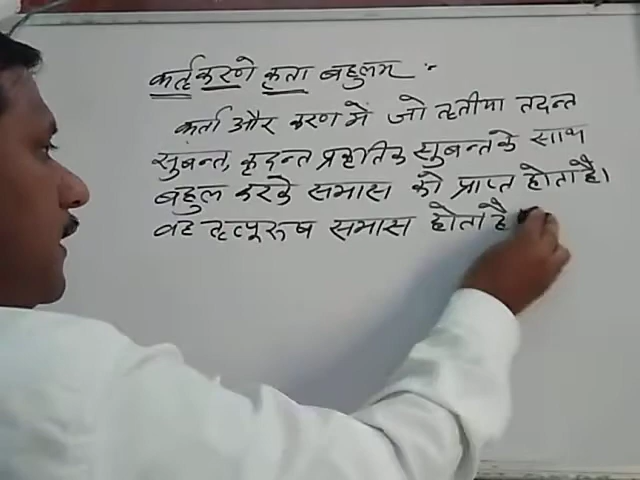 कर्तृकरणे कृता बहुलम् :-
कर्ता और करण में जो तृतीया तदन्त
सुबन्त, कृदन्त प्रकृतिक सुबन्त के साथ
बहुल करके समास को प्राप्त होता है।
वह तत्पुरुष समास होता है